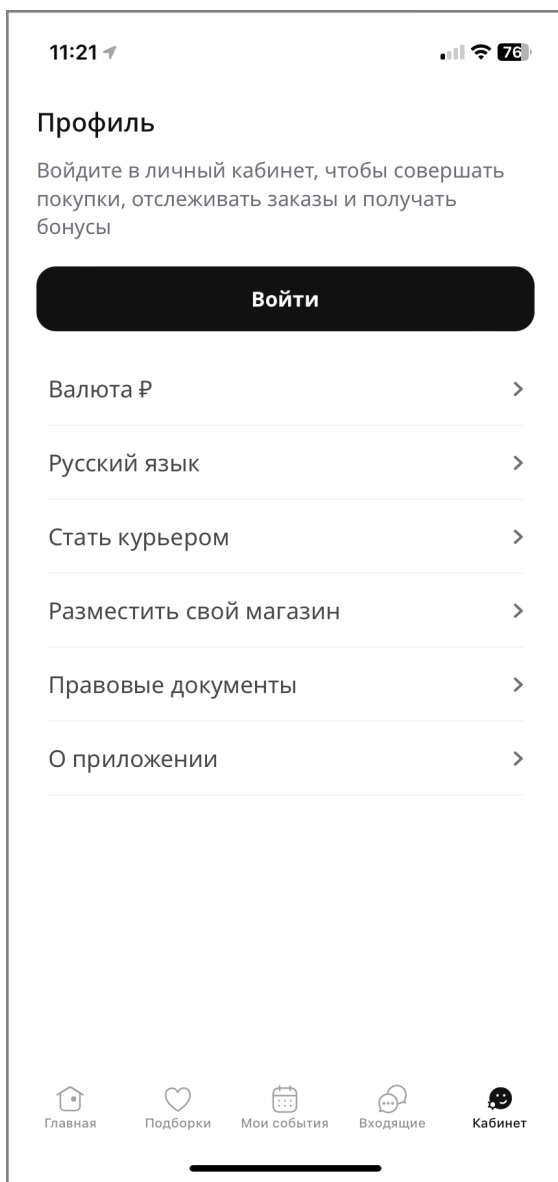 11:21
76
Профиль
Войдите в личный кабинет, чтобы совершать
покупки, отслеживать заказы и получать
бонусы
Войти
Валюта ₽
Русский язык
Стать курьером
Разместить свой магазин
Правовые документы
О приложении
Главная
Подборки
Мои события
Входящие
Кабинет